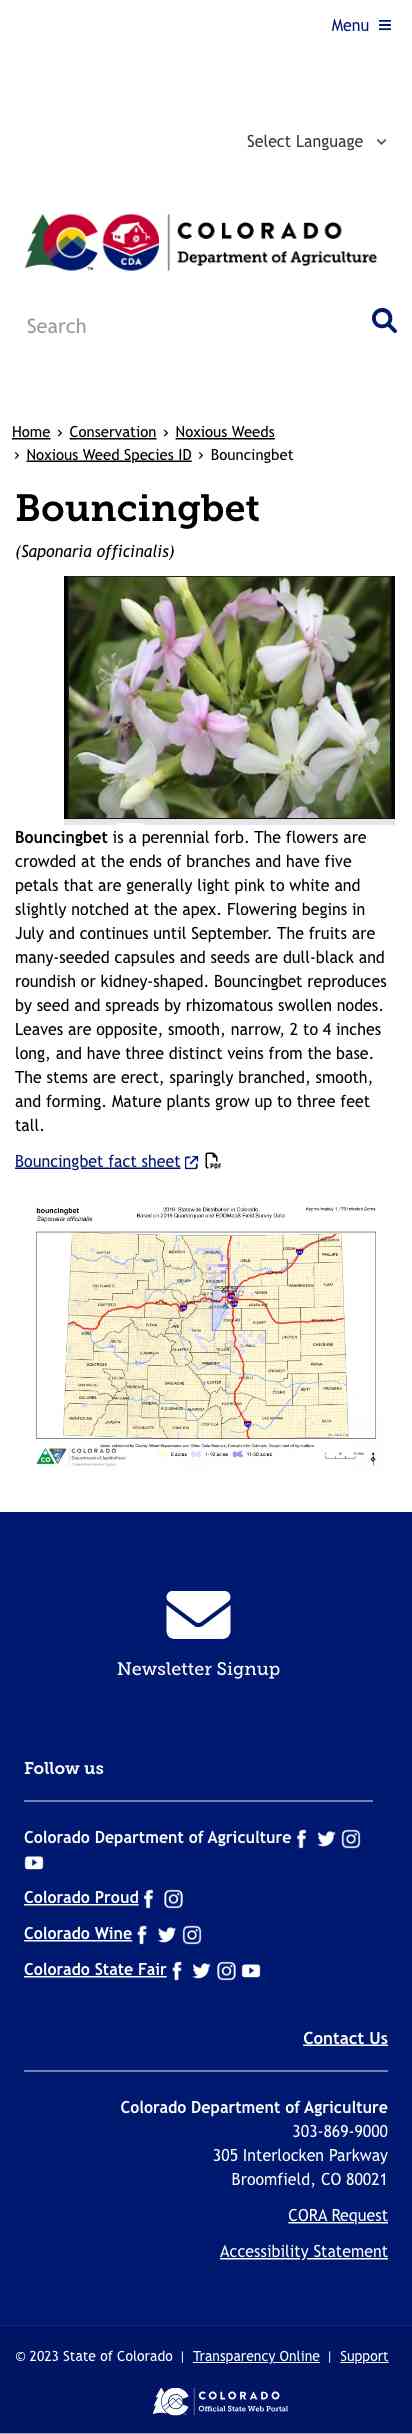 Menu
Select Language
CDA
COLORADO
Department of Agriculture
Search
Home › Conservation › Noxious Weeds
› Noxious Weed Species ID › Bouncingbet
Bouncingbet
(Saponaria officinalis)
Bouncingbet is a perennial forb. The flowers are
crowded at the ends of branches and have five
petals that are generally light pink to white and
slightly notched at the apex. Flowering begins in
July and continues until September. The fruits are
many-seeded capsules and seeds are dull-black and
roundish or kidney-shaped. Bouncingbet reproduces
by seed and spreads by rhizomatous swollen nodes.
Leaves are opposite, smooth, narrow, 2 to 4 inches
long, and have three distinct veins from the base.
The stems are erect, sparingly branched, smooth,
and forming. Mature plants grow up to three feet
tall.
Bouncingbet fact sheet PDF
bouncingbet
Saponaria officinalis
Statewide Distribution in Colorado
COLORADO
Department of Agriculture
0 acres
Newsletter Signup
Follow us
Colorado Department of Agriculture
Colorado Proud
Colorado Wine
Colorado State Fair
Contact Us
Colorado Department of Agriculture
303-869-9000
305 Interlocken Parkway
Broomfield, CO 80021
CORA Request
Accessibility Statement
© 2023 State of Colorado | Transparency Online | Support
COLORADO
Official State Web Portal